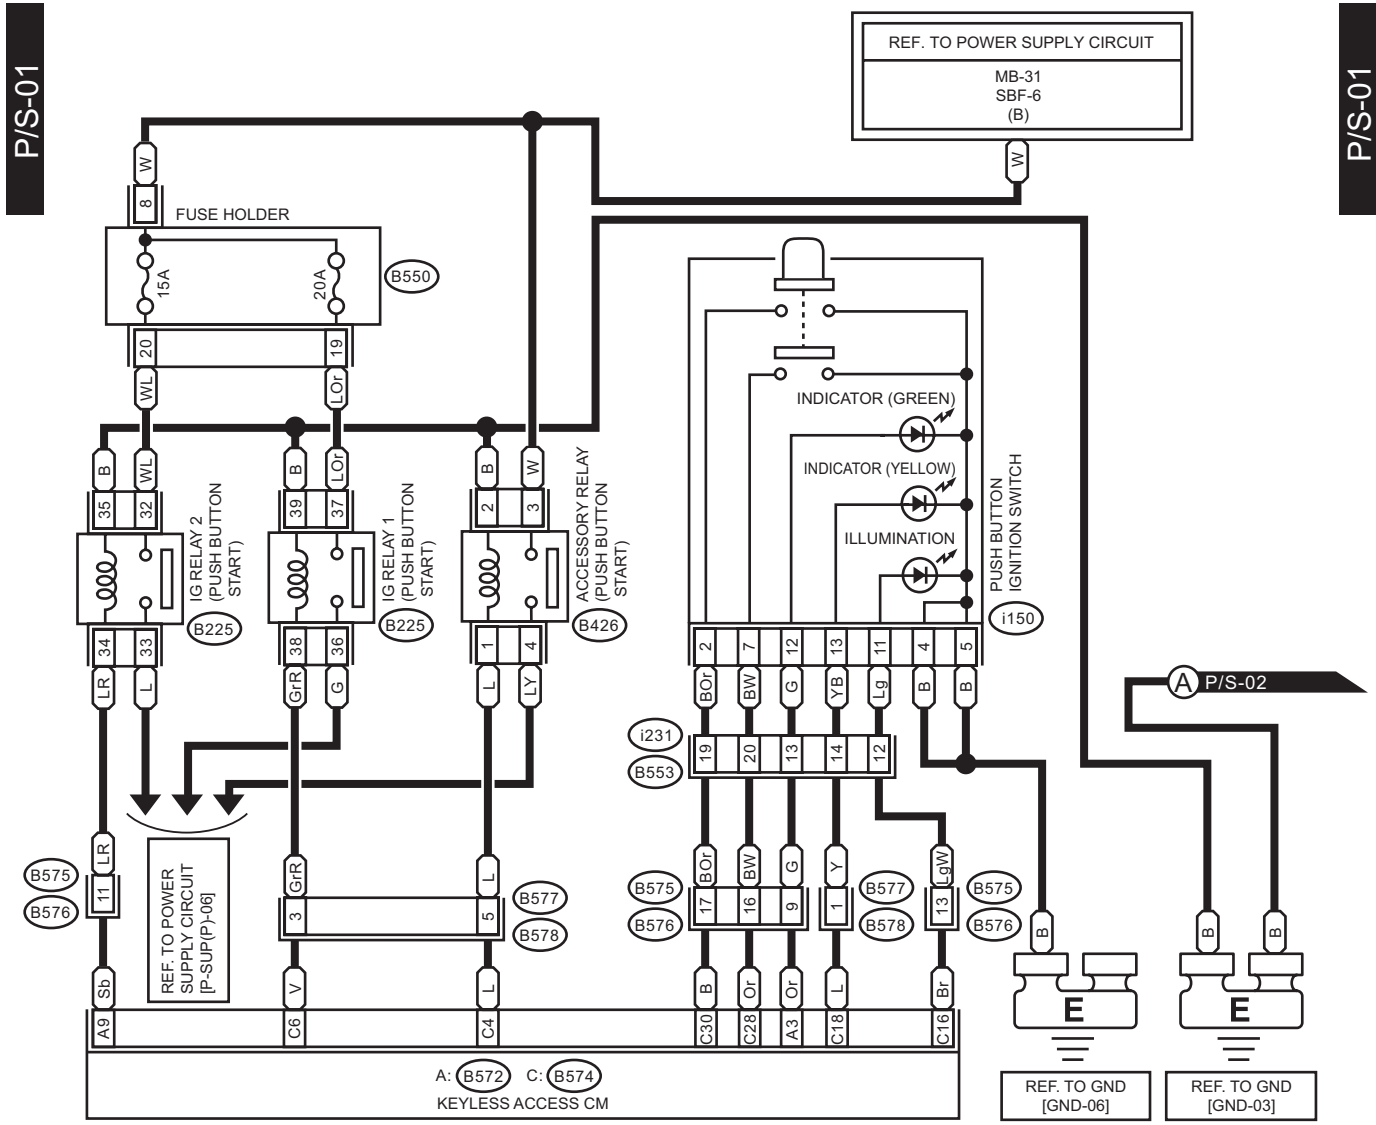 P/S-01
P/S-01
REF. TO POWER SUPPLY CIRCUIT
MB-31
SBF-6
(B)
W
W
8
FUSE HOLDER
15A
20A
B550
20
19
WL
LOr
B
WL
B
LOr
B
W
35
32
39
37
2
3
IG RELAY 2
(PUSH BUTTON
START)
B225
IG RELAY 1
(PUSH BUTTON
START)
B225
ACCESSORY RELAY
(PUSH BUTTON
START)
B426
34
33
38
36
1
4
LR
L
GrR
G
L
LY
INDICATOR (GREEN)
INDICATOR (YELLOW)
ILLUMINATION
PUSH BUTTON
IGNITION SWITCH
i150
2
7
12
13
11
4
5
BOr
BW
G
YB
Lg
B
B
A
P/S-02
i231
B553
19
20
13
14
12
LR
GrR
L
BOr
BW
G
Y
LgW
B575
B576
11
REF. TO POWER
SUPPLY CIRCUIT
[P-SUP(P)-06]
3
5
B577
B578
B575
B576
17
16
9
1
B577
B578
13
B575
B576
B
B
B
Sb
V
L
B
Or
Or
L
Br
A9
C6
C4
C30
C28
A3
C18
C16
E
E
A: B572 C: B574
KEYLESS ACCESS CM
REF. TO GND
[GND-06]
REF. TO GND
[GND-03]